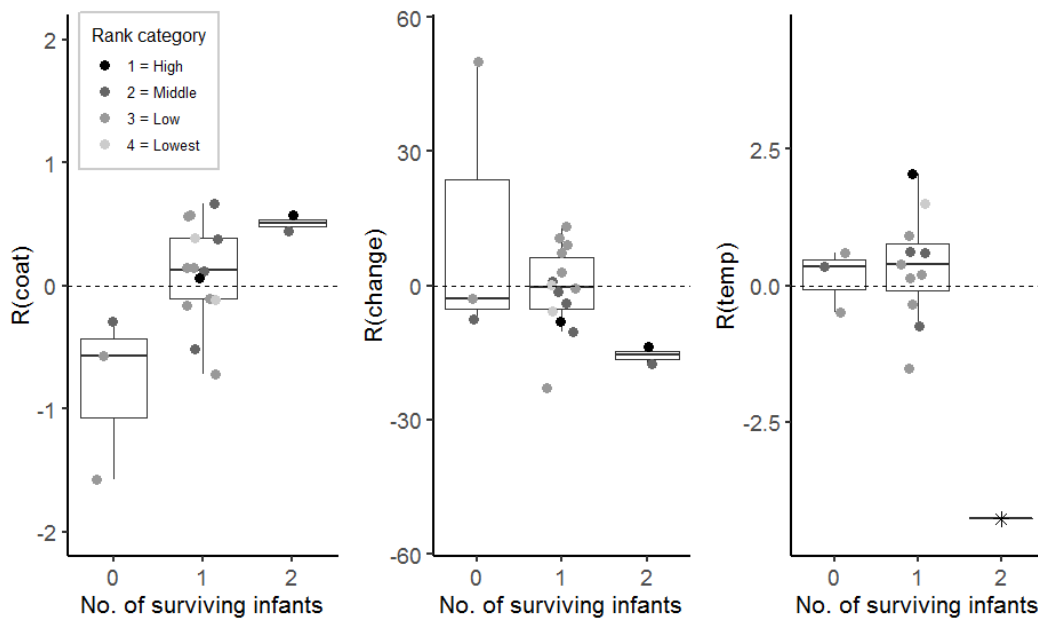 R(coat)
2
1
0
-1
-2
Rank category
1 = High
2 = Middle
3 = Low
4 = Lowest
0 1 2
No. of surviving infants
R(change)
60
30
0
-30
-60
0 1 2
No. of surviving infants
R(temp)
2.5
0.0
-2.5
0 1 2
No. of surviving infants